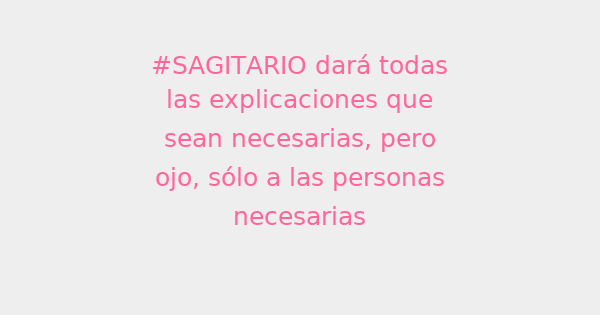 #SAGITARIO dará todas
las explicaciones que
sean necesarias, pero
ojo, sólo a las personas
necesarias